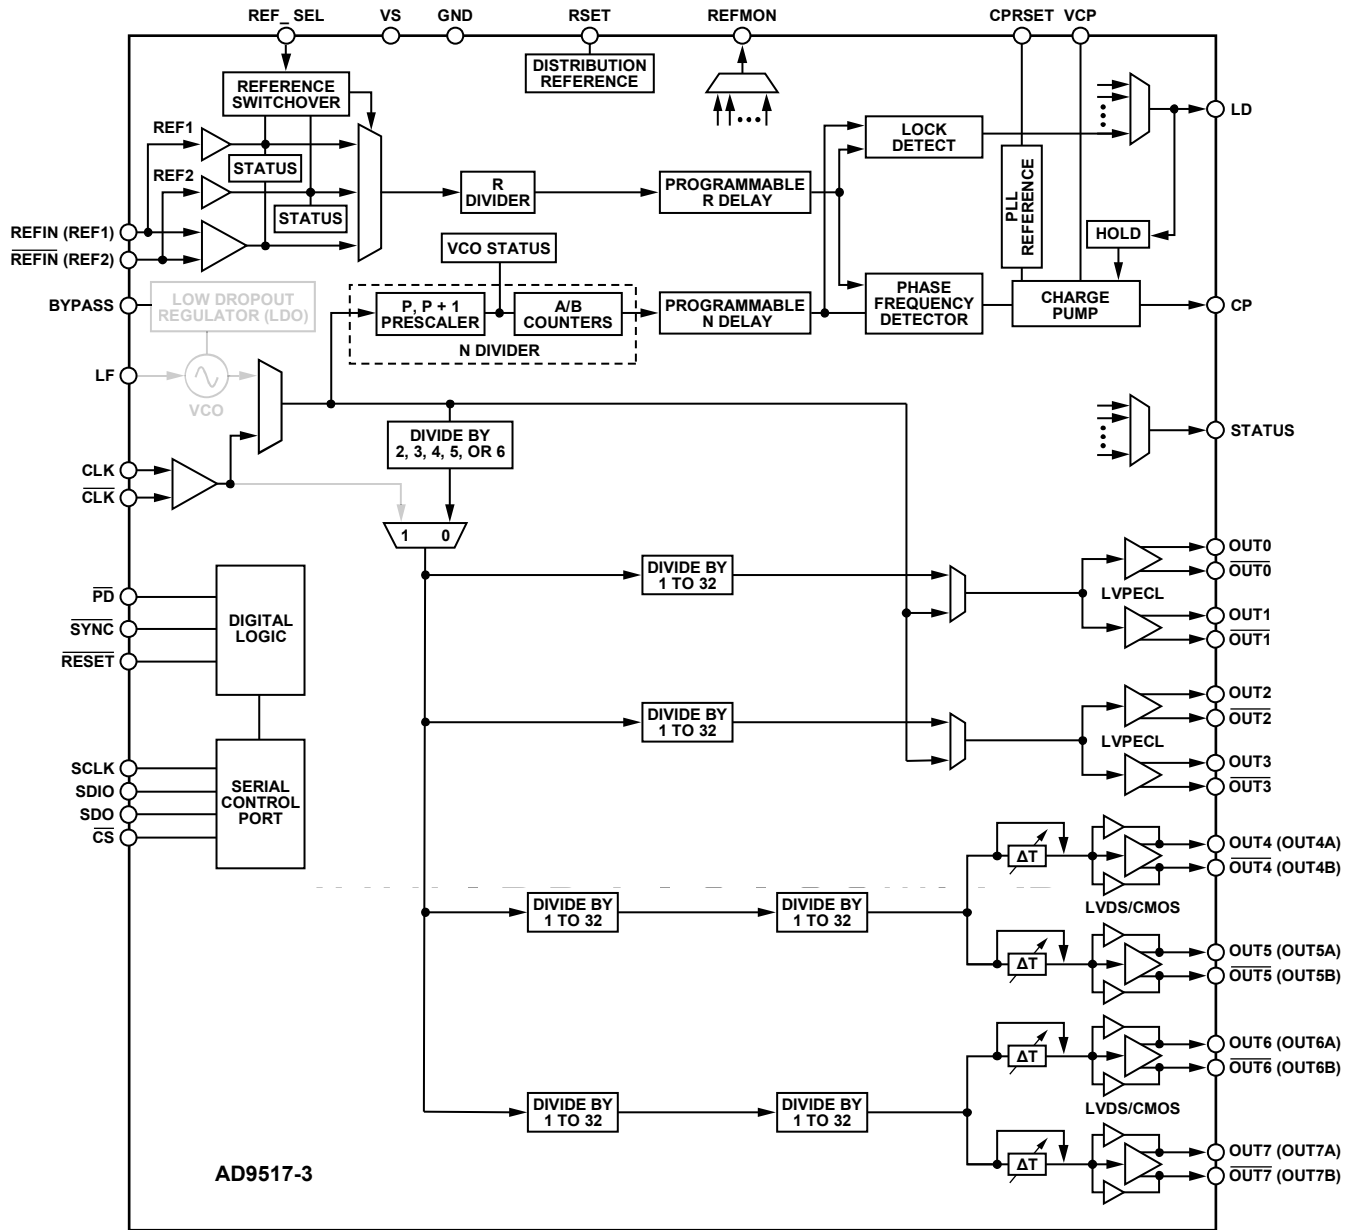 REF_ SEL
VS
GND
RSET
REFMON
CPRSET
VCP
DISTRIBUTION
REFERENCE
REFERENCE
SWITCHOVER
REF1
STATUS
REF2
STATUS
R
DIVIDER
PROGRAMMABLE
R DELAY
LOCK
DETECT
PLL
REFERENCE
HOLD
LD
REFIN (REF1)
REFIN (REF2)
BYPASS
LOW DROPOUT
REGULATOR (LDO)
VCO STATUS
P, P + 1
PRESCALER
A/B
COUNTERS
N DIVIDER
PROGRAMMABLE
N DELAY
PHASE
FREQUENCY
DETECTOR
CHARGE
PUMP
CP
LF
VCO
DIVIDE BY
2, 3, 4, 5, OR 6
STATUS
CLK
CLK
1
0
DIVIDE BY
1 TO 32
LVPECL
OUT0
OUT0
OUT1
OUT1
PD
SYNC
RESET
DIGITAL
LOGIC
DIVIDE BY
1 TO 32
LVPECL
OUT2
OUT2
OUT3
OUT3
SCLK
SDIO
SDO
CS
SERIAL
CONTROL
PORT
ΔT
OUT4 (OUT4A)
OUT4 (OUT4B)
DIVIDE BY
1 TO 32
DIVIDE BY
1 TO 32
LVDS/CMOS
ΔT
OUT5 (OUT5A)
OUT5 (OUT5B)
ΔT
OUT6 (OUT6A)
OUT6 (OUT6B)
DIVIDE BY
1 TO 32
DIVIDE BY
1 TO 32
LVDS/CMOS
ΔT
OUT7 (OUT7A)
OUT7 (OUT7B)
AD9517-3